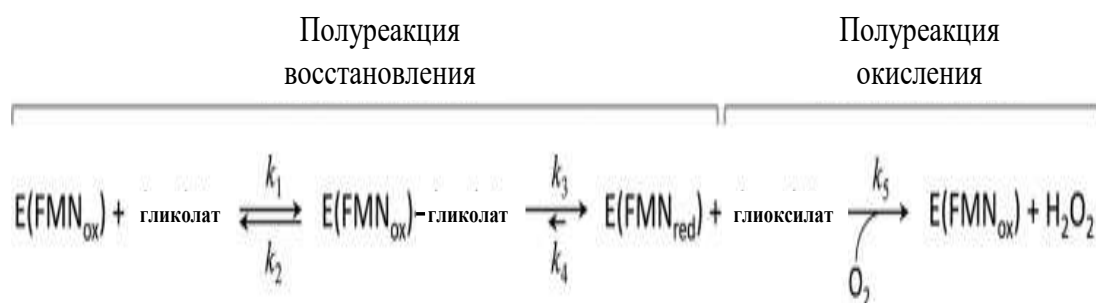 Полуреакция восстановления
Полуреакция окисления
k₁ k₃ k₅
E(FMNox) + гликолат E(FMNox)–гликолат E(FMNred) + глиоксилат E(FMNox) + H₂O₂
k₂ k₄ O₂